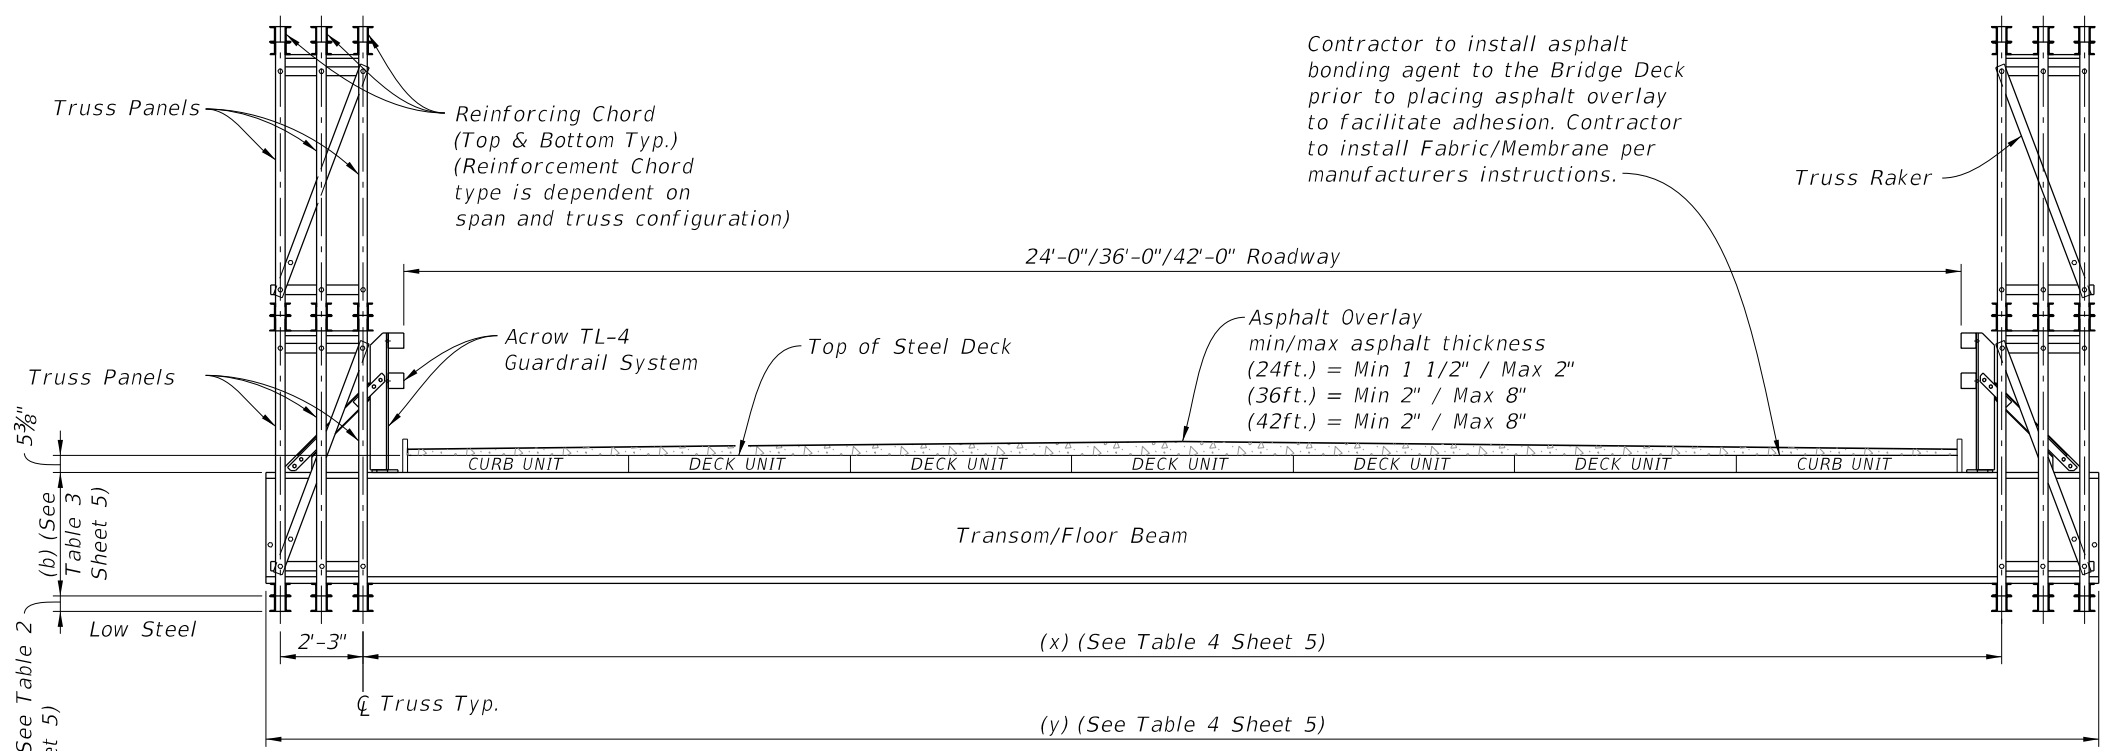 Contractor to install asphalt
bonding agent to the Bridge Deck
prior to placing asphalt overlay
to facilitate adhesion. Contractor
to install Fabric/Membrane per
manufacturers instructions.
Truss Panels
Reinforcing Chord
(Top & Bottom Typ.)
(Reinforcement Chord
type is dependent on
span and truss configuration)
Truss Raker
24'-0"/36'-0"/42'-0" Roadway
Acrow TL-4
Guardrail System
Top of Steel Deck
Asphalt Overlay
min/max asphalt thickness
(24ft.) = Min 1 1/2" / Max 2"
(36ft.) = Min 2" / Max 8"
(42ft.) = Min 2" / Max 8"
Truss Panels
5⅜"
CURB UNIT
DECK UNIT
DECK UNIT
DECK UNIT
DECK UNIT
DECK UNIT
CURB UNIT
(b) (See
Table 3
Sheet 5)
Transom/Floor Beam
Low Steel
2'-3"
(x) (See Table 4 Sheet 5)
See Table 2
5)
℄ Truss Typ.
(y) (See Table 4 Sheet 5)